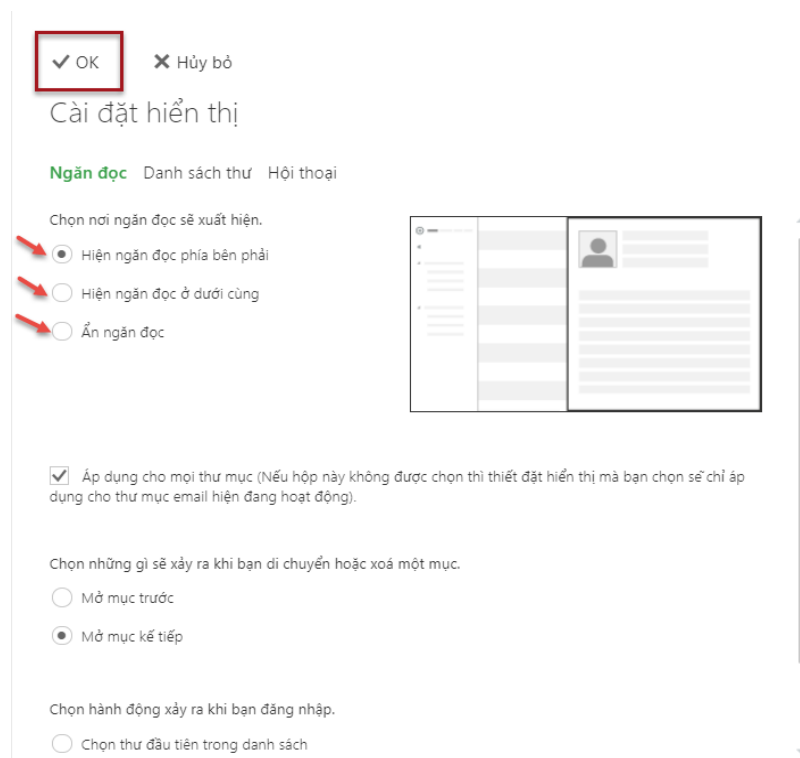 OK Hủy bỏ
Cài đặt hiển thị
Ngăn đọc Danh sách thư Hội thoại
Chọn nơi ngăn đọc sẽ xuất hiện.
Hiện ngăn đọc phía bên phải
Hiện ngăn đọc ở dưới cùng
Ẩn ngăn đọc
Áp dụng cho mọi thư mục (Nếu hộp này không được chọn thì thiết đặt hiển thị mà bạn chọn sẽ chỉ áp
dụng cho thư mục email hiện đang hoạt động).
Chọn những gì sẽ xảy ra khi bạn di chuyển hoặc xoá một mục.
Mở mục trước
Mở mục kế tiếp
Chọn hành động xảy ra khi bạn đăng nhập.
Chọn thư đầu tiên trong danh sách